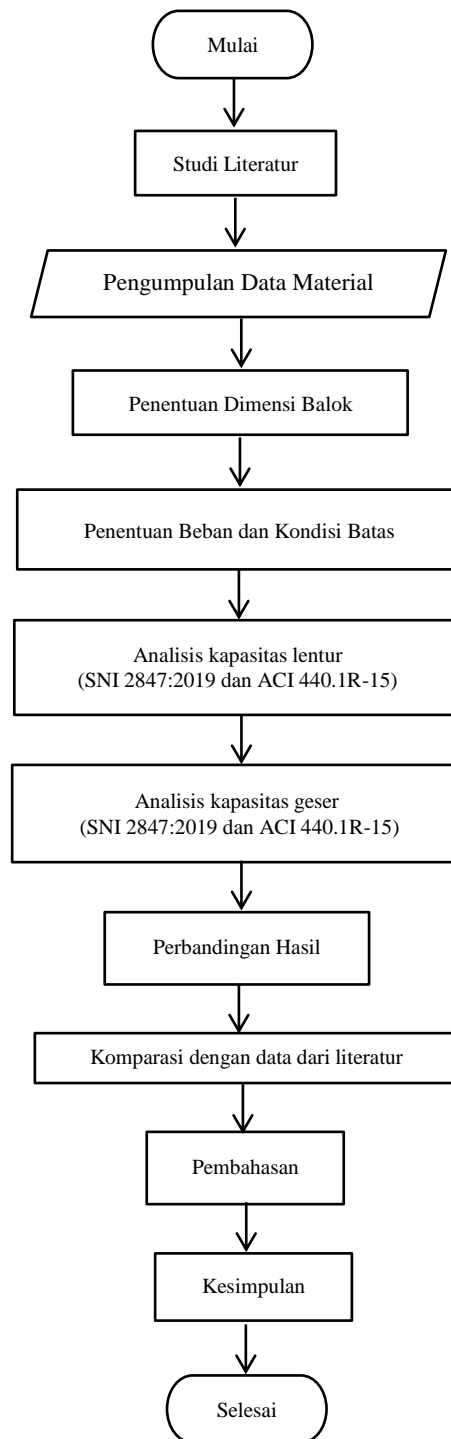 Mulai
Studi Literatur
Pengumpulan Data Material
Penentuan Dimensi Balok
Penentuan Beban dan Kondisi Batas
Analisis kapasitas lentur
(SNI 2847:2019 dan ACI 440.1R-15)
Analisis kapasitas geser
(SNI 2847:2019 dan ACI 440.1R-15)
Perbandingan Hasil
Komparasi dengan data dari literatur
Pembahasan
Kesimpulan
Selesai